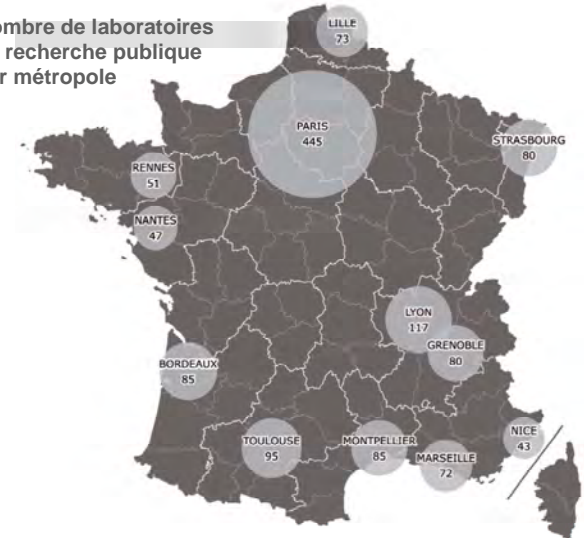 ombre de laboratoires
recherche publique
r métropole
LILLE
73
PARIS
445
STRASBOURG
80
RENNES
51
NANTES
47
LYON
117
GRENOBLE
80
BORDEAUX
85
TOULOUSE
95
MONTPELLIER
85
MARSEILLE
72
NICE
43